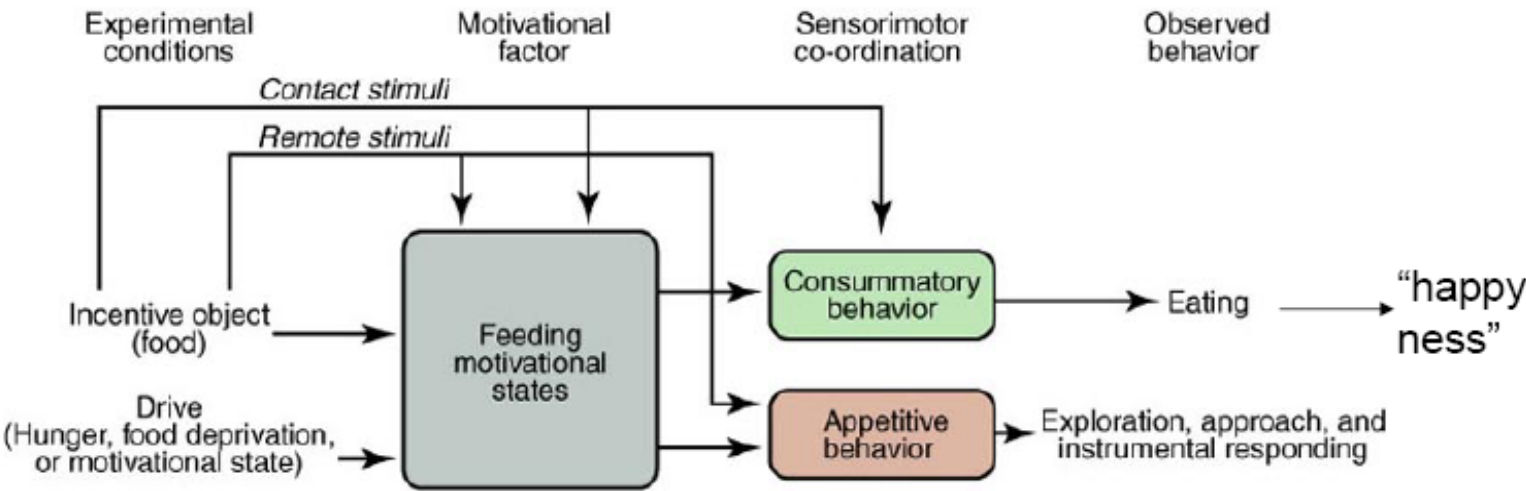 Experimental
conditions
Motivational
factor
Sensorimotor
co-ordination
Observed
behavior
Contact stimuli
Remote stimuli
Incentive object
(food)
Drive
(Hunger, food deprivation,
or motivational state)
Feeding
motivational
states
Consummatory
behavior
Eating
“happy
ness”
Appetitive
behavior
Exploration, approach, and
instrumental responding